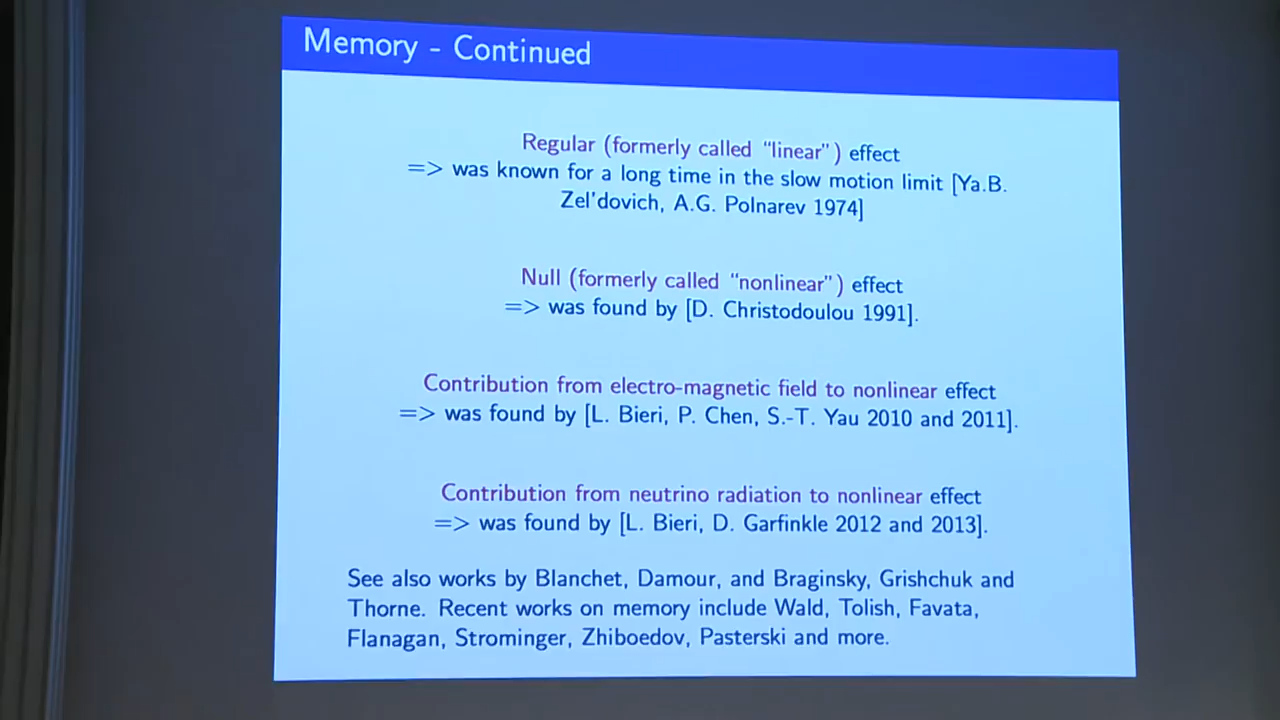 Memory - Continued
Regular (formerly called “linear”) effect
=> was known for a long time in the slow motion limit [Ya.B.
Zel'dovich, A.G. Polnarev 1974]
Null (formerly called “nonlinear”) effect
=> was found by [D. Christodoulou 1991].
Contribution from electro-magnetic field to nonlinear effect
=> was found by [L. Bieri, P. Chen, S.-T. Yau 2010 and 2011].
Contribution from neutrino radiation to nonlinear effect
=> was found by [L. Bieri, D. Garfinkle 2012 and 2013].
See also works by Blanchet, Damour, and Braginsky, Grishchuk and
Thorne. Recent works on memory include Wald, Tolish, Favata,
Flanagan, Strominger, Zhiboedov, Pasterski and more.